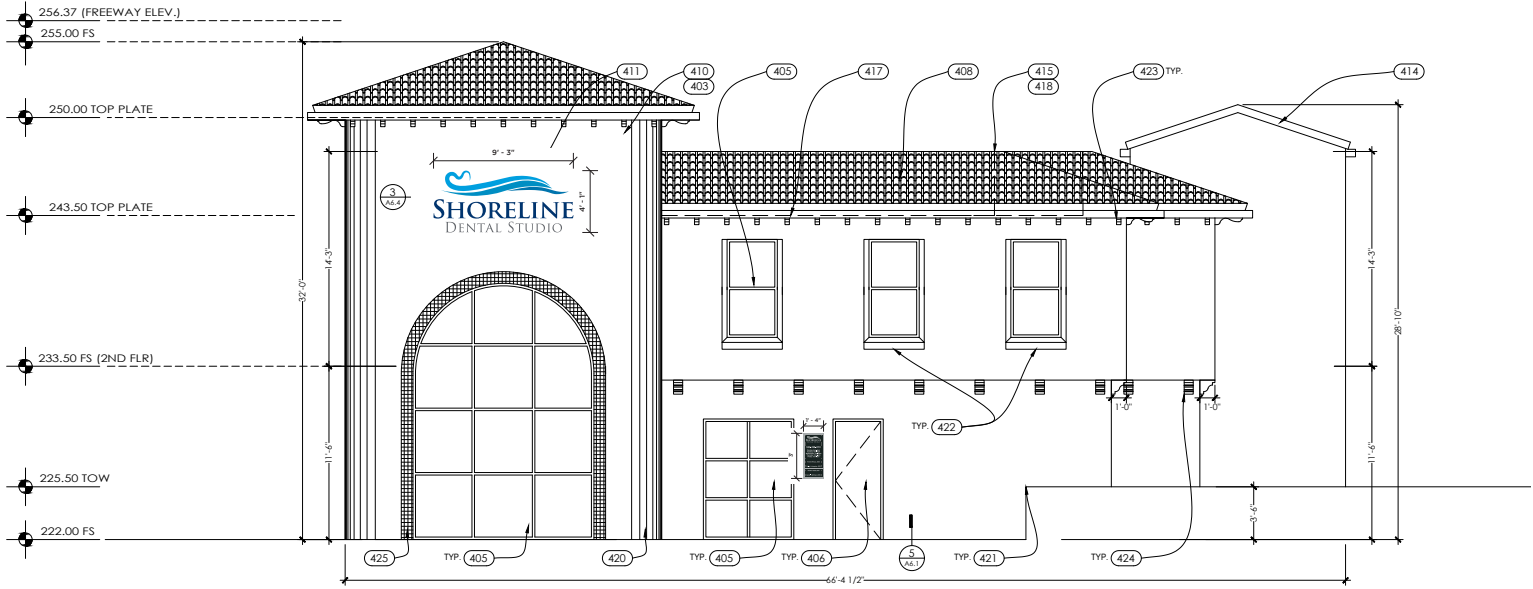 256.37 (FREEWAY ELEV.)
255.00 FS
411
410
403
405
417
408
415
418
423 TYP.
414
250.00 TOP PLATE
9' - 3"
3
A6.4
4' - 1"
SHORELINE
DENTAL STUDIO
243.50 TOP PLATE
32'-0"
14'-3"
14'-3"
28'-10"
233.50 FS (2ND FLR)
1'-0"
1'-0"
1' - 4"
TYP. 422
11'-6"
11'-6"
225.50 TOW
3'-6"
222.00 FS
425
TYP. 405
420
TYP. 405
TYP. 406
5
A6.1
TYP. 421
TYP. 424
66'-4 1/2"